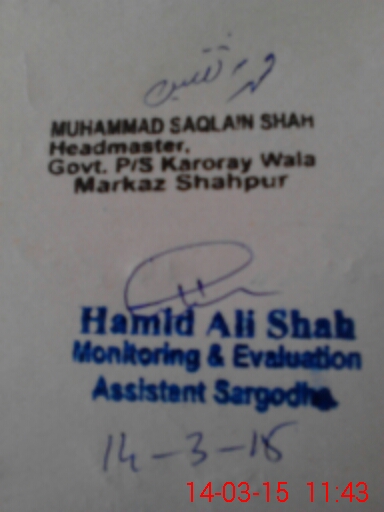 MUHAMMAD SAQLAIN SHAH
Headmaster,
Govt. P/S Karoray Wala
Markaz Shahpur
Hamid Ali Shah
Monitoring & Evaluation
Assistent Sargodha.
14-3-15
14-03-15 11:43